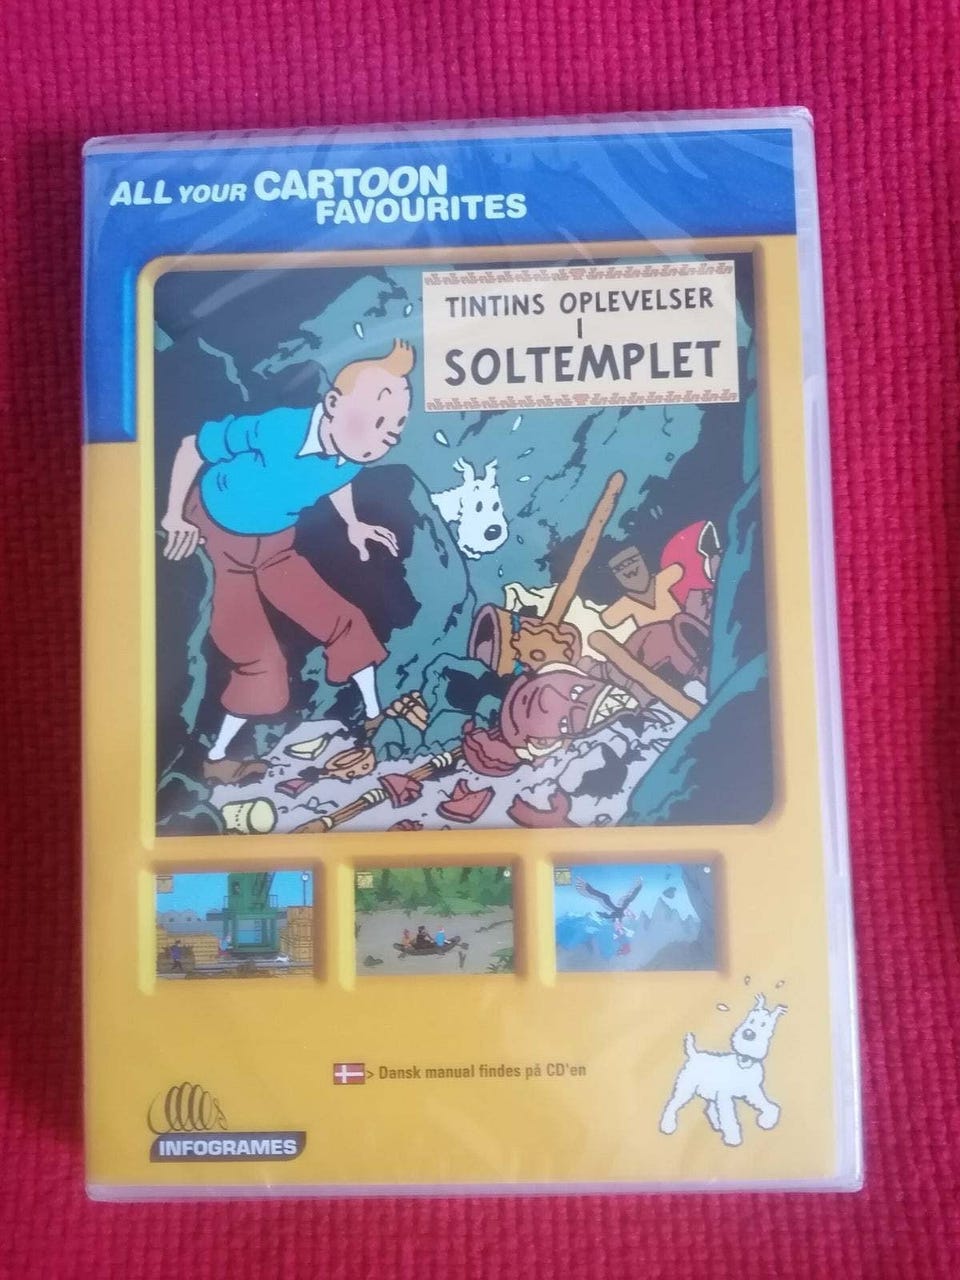 ALL YOUR CARTOON
FAVOURITES
TINTINS OPLEVELSER
I
SOLTEMPLET
> Dansk manual findes på CD'en
INFOGRAMES